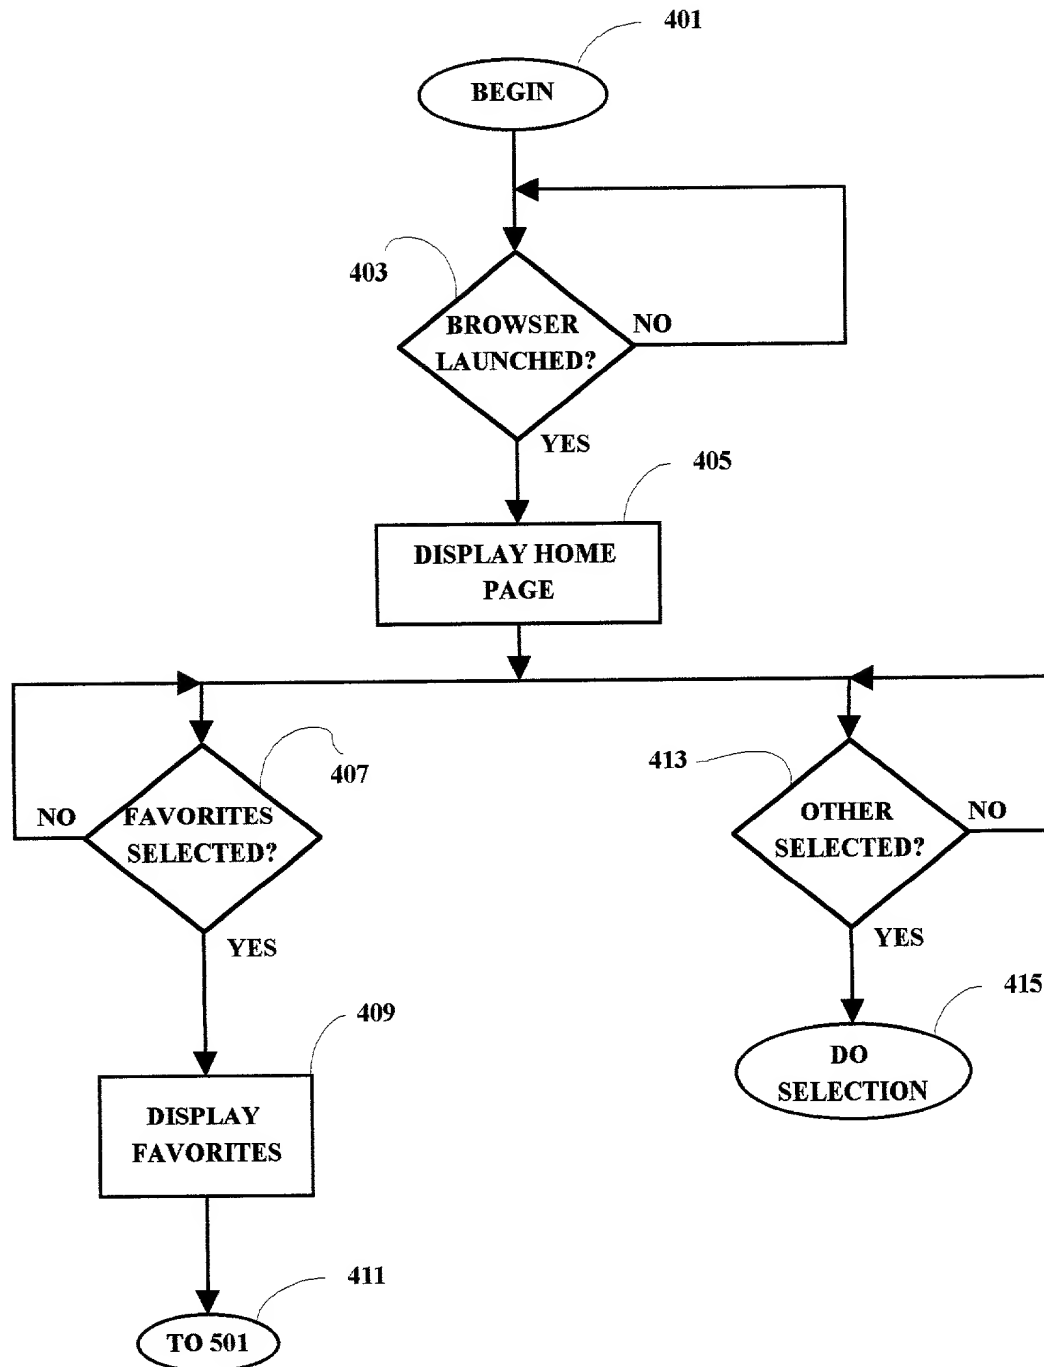 401
BEGIN
403
BROWSER
LAUNCHED?
NO
YES
405
DISPLAY HOME
PAGE
407
NO
FAVORITES
SELECTED?
YES
413
OTHER
SELECTED?
NO
YES
409
DISPLAY
FAVORITES
415
DO
SELECTION
411
TO 501